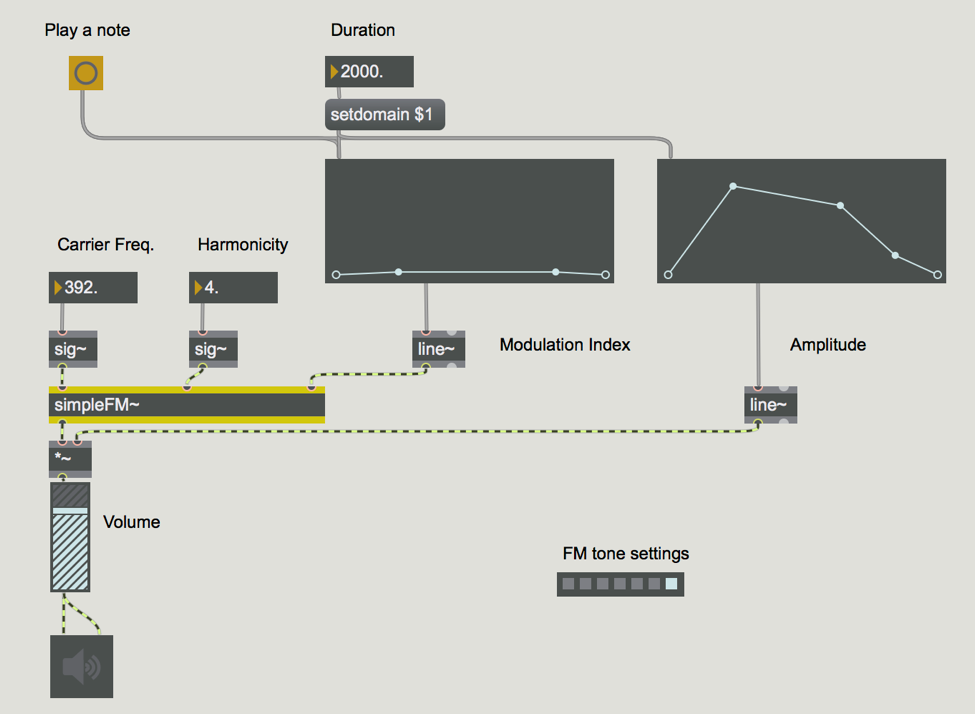 Play a note
Duration
2000.
setdomain $1
Carrier Freq.
Harmonicity
392.
4.
sig~
sig~
line~
Modulation Index
Amplitude
simpleFM~
line~
*~
Volume
FM tone settings